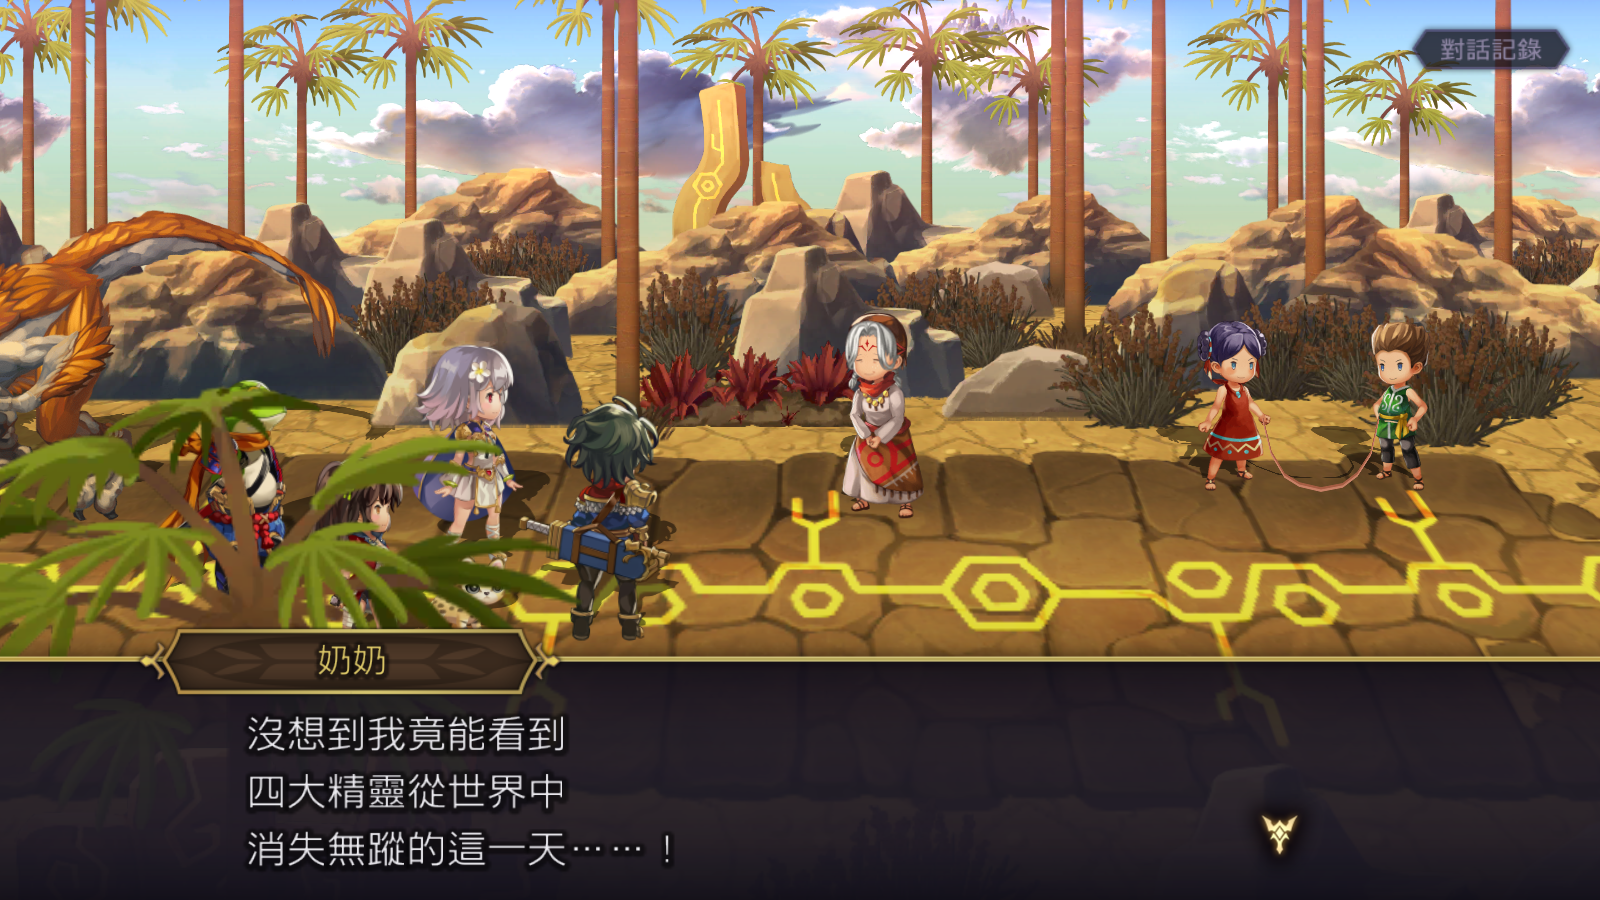 對話記錄
奶奶
沒想到我竟能看到
四大精靈從世界中
消失無蹤的這一天……！